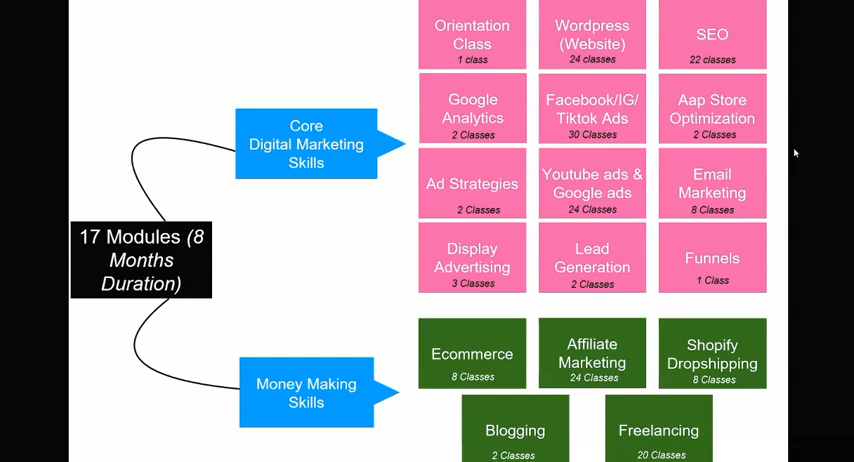 17 Modules (8
Months
Duration)
Core
Digital Marketing
Skills
Orientation
Class
1 class
Wordpress
(Website)
24 classes
SEO
22 classes
Google
Analytics
2 Classes
Facebook/IG/
Tiktok Ads
30 Classes
Aap Store
Optimization
2 Classes
Ad Strategies
2 Classes
Youtube ads &
Google ads
24 Classes
Email
Marketing
8 Classes
Display
Advertising
3 Classes
Lead
Generation
2 Classes
Funnels
1 Class
Money Making
Skills
Ecommerce
8 Classes
Affiliate
Marketing
24 Classes
Shopify
Dropshipping
8 Classes
Blogging
2 Classes
Freelancing
20 Classes